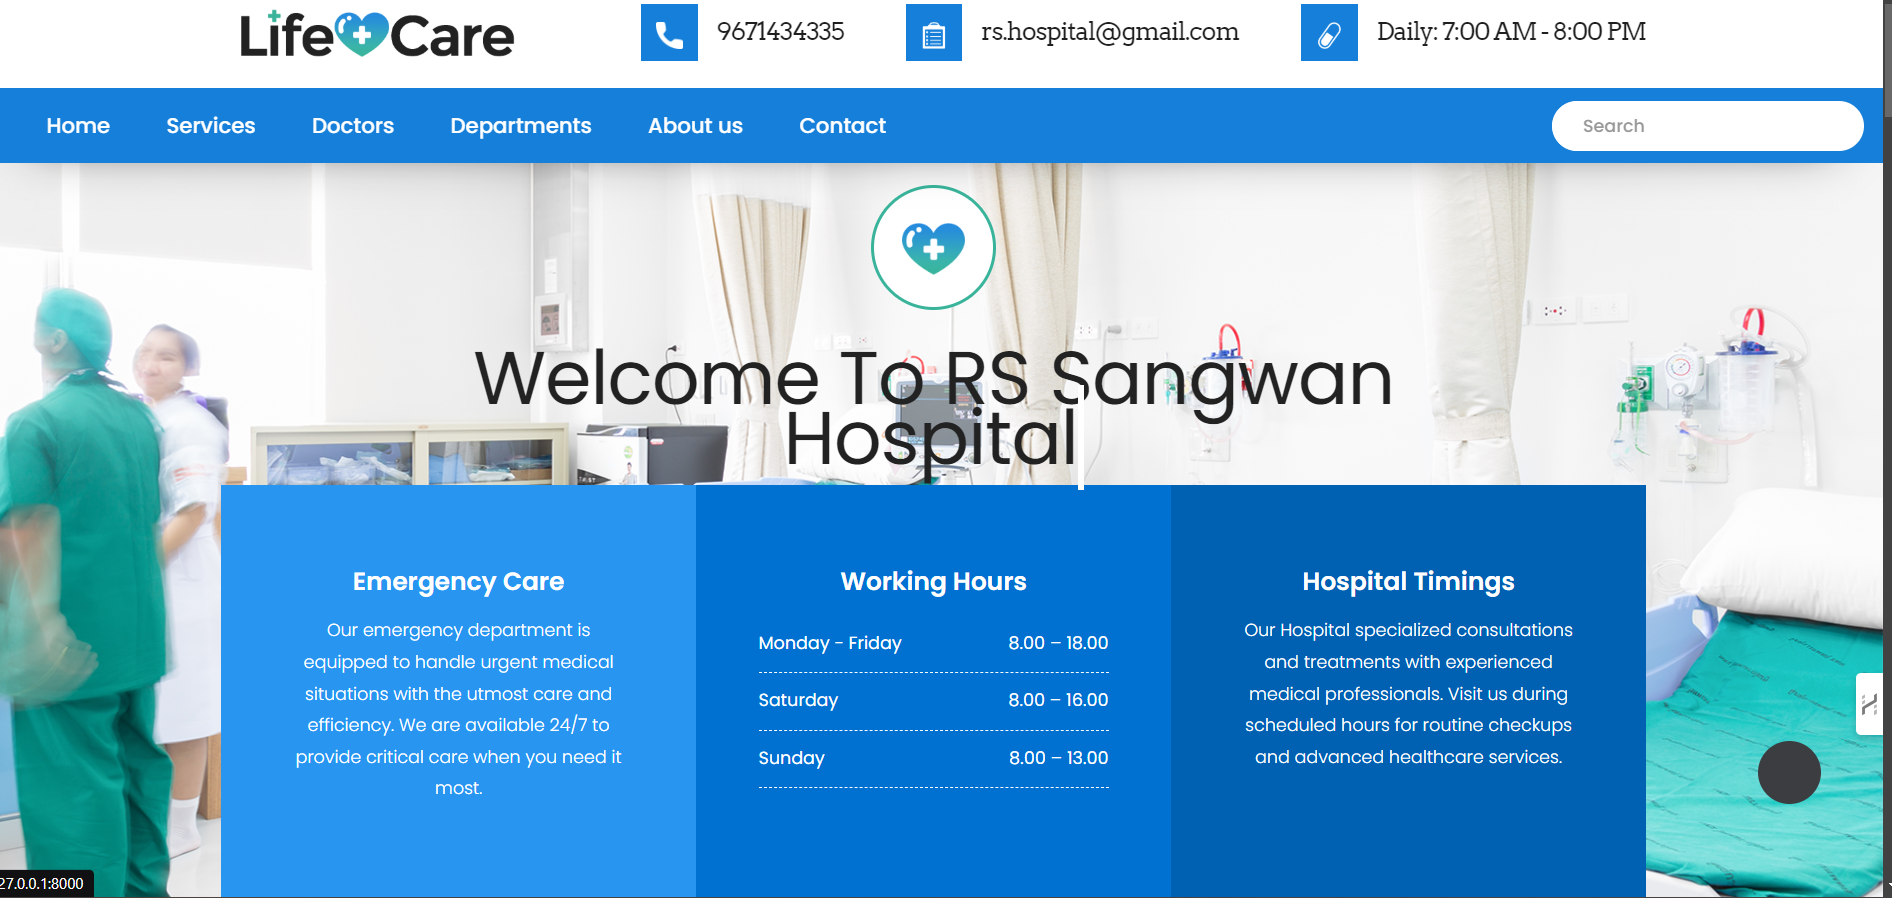 Life Care
9671434335
rs.hospital@gmail.com
Daily: 7:00 AM - 8:00 PM
Home Services Doctors Departments About us Contact
Search
Welcome To RS Sangwan
Hospital
Emergency Care
Our emergency department is
equipped to handle urgent medical
situations with the utmost care and
efficiency. We are available 24/7 to
provide critical care when you need it
most.
Working Hours
Monday - Friday 8.00 – 18.00
Saturday 8.00 – 16.00
Sunday 8.00 – 13.00
Hospital Timings
Our Hospital specialized consultations
and treatments with experienced
medical professionals. Visit us during
scheduled hours for routine checkups
and advanced healthcare services.
27.0.0.1:8000